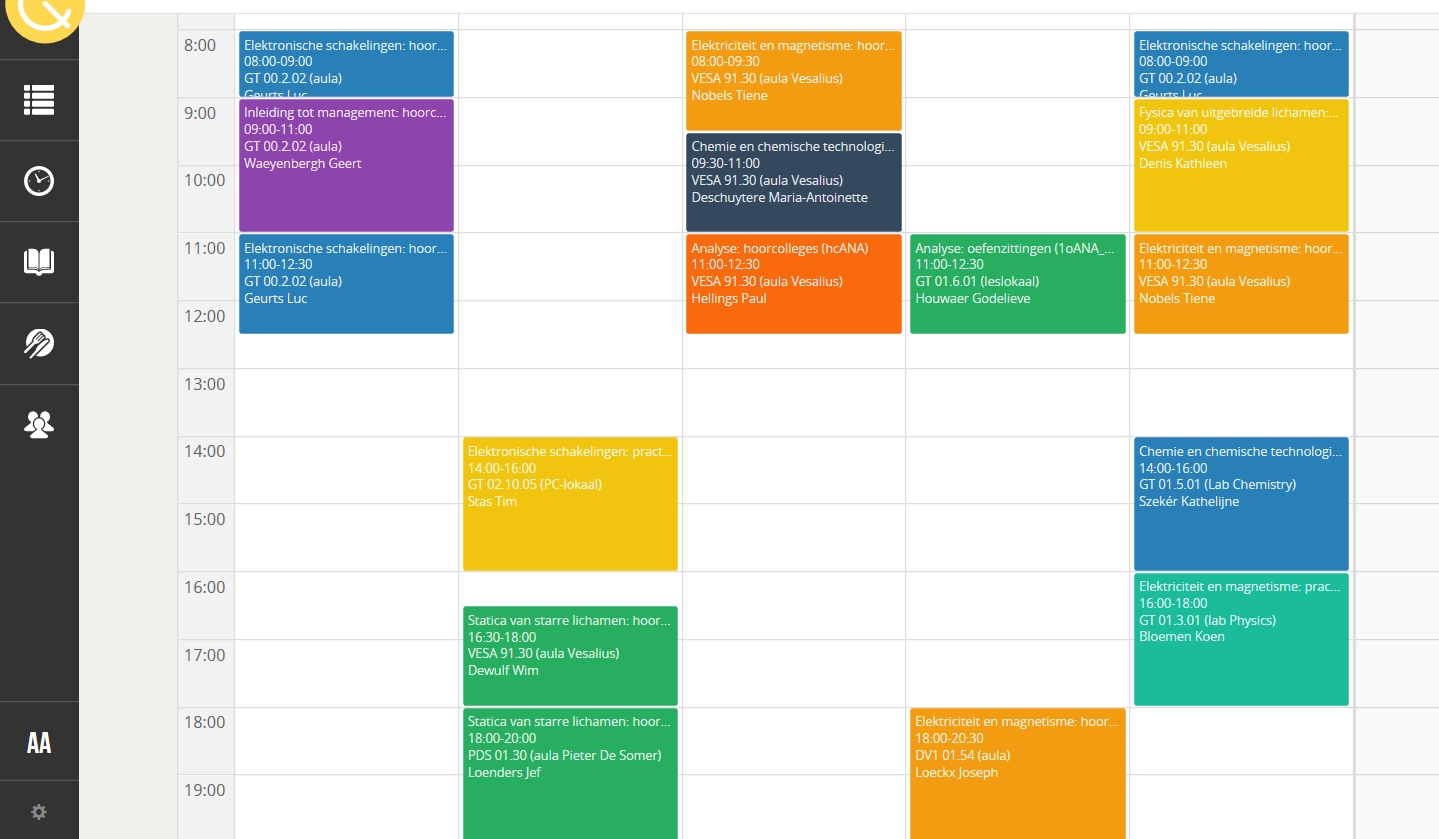 8:00
9:00
10:00
11:00
12:00
13:00
14:00
15:00
16:00
17:00
18:00
19:00
Elektronische schakelingen: hoor...
08:00-09:00
GT 00.2.02 (aula)
Geurts Luc
Inleiding tot management: hoorc...
09:00-11:00
GT 00.2.02 (aula)
Waeyenbergh Geert
Elektronische schakelingen: hoor...
11:00-12:30
GT 00.2.02 (aula)
Geurts Luc
Elektronische schakelingen: pract...
14:00-16:00
GT 02.10.05 (PC-lokaal)
Stas Tim
Statica van starre lichamen: hoor...
16:30-18:00
VESA 91.30 (aula Vesalius)
Dewulf Wim
Statica van starre lichamen: hoor...
18:00-20:00
PDS 01.30 (aula Pieter De Somer)
Loenders Jef
Elektriciteit en magnetisme: hoor...
08:00-09:30
VESA 91.30 (aula Vesalius)
Nobels Tiene
Chemie en chemische technologi...
09:30-11:00
VESA 91.30 (aula Vesalius)
Deschuytere Maria-Antoinette
Analyse: hoorcolleges (hcANA)
11:00-12:30
VESA 91.30 (aula Vesalius)
Hellings Paul
Analyse: oefenzittingen (1oANA_...
11:00-12:30
GT 01.6.01 (leslokaal)
Houwaer Godelieve
Elektriciteit en magnetisme: hoor...
18:00-20:30
DV1 01.54 (aula)
Loeckx Joseph
Elektronische schakelingen: hoor...
08:00-09:00
GT 00.2.02 (aula)
Geurts Luc
Fysica van uitgebreide lichamen:...
09:00-11:00
VESA 91.30 (aula Vesalius)
Denis Kathleen
Elektriciteit en magnetisme: hoor...
11:00-12:30
VESA 91.30 (aula Vesalius)
Nobels Tiene
Chemie en chemische technologi...
14:00-16:00
GT 01.5.01 (Lab Chemistry)
Szekér Kathelijne
Elektriciteit en magnetisme: prac...
16:00-18:00
GT 01.3.01 (lab Physics)
Bloemen Koen
AA